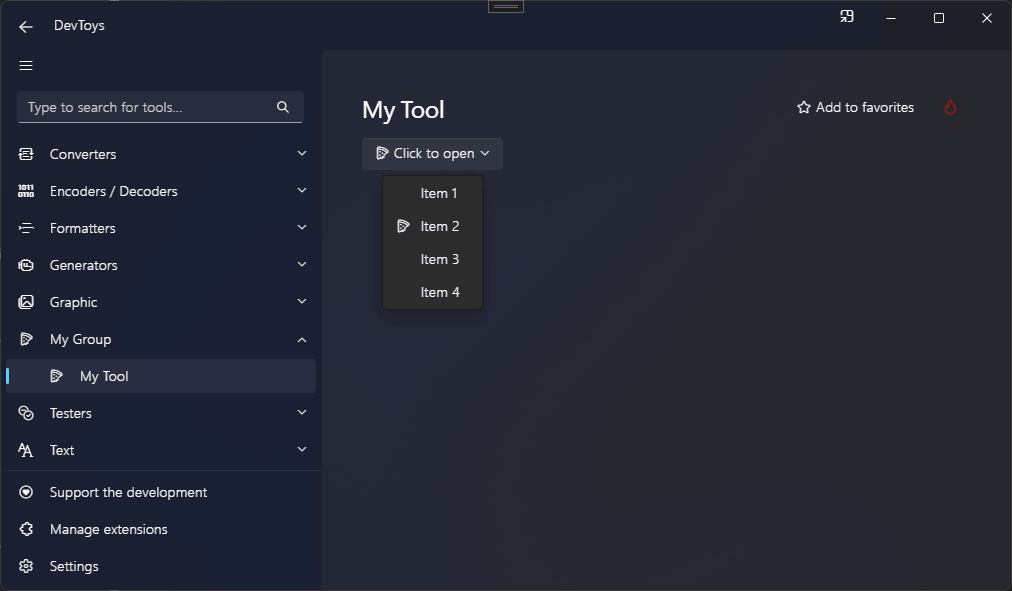 DevToys
Type to search for tools...
Converters
Encoders / Decoders
Formatters
Generators
Graphic
My Group
My Tool
Testers
Text
Support the development
Manage extensions
Settings
My Tool
Add to favorites
Click to open
Item 1
Item 2
Item 3
Item 4